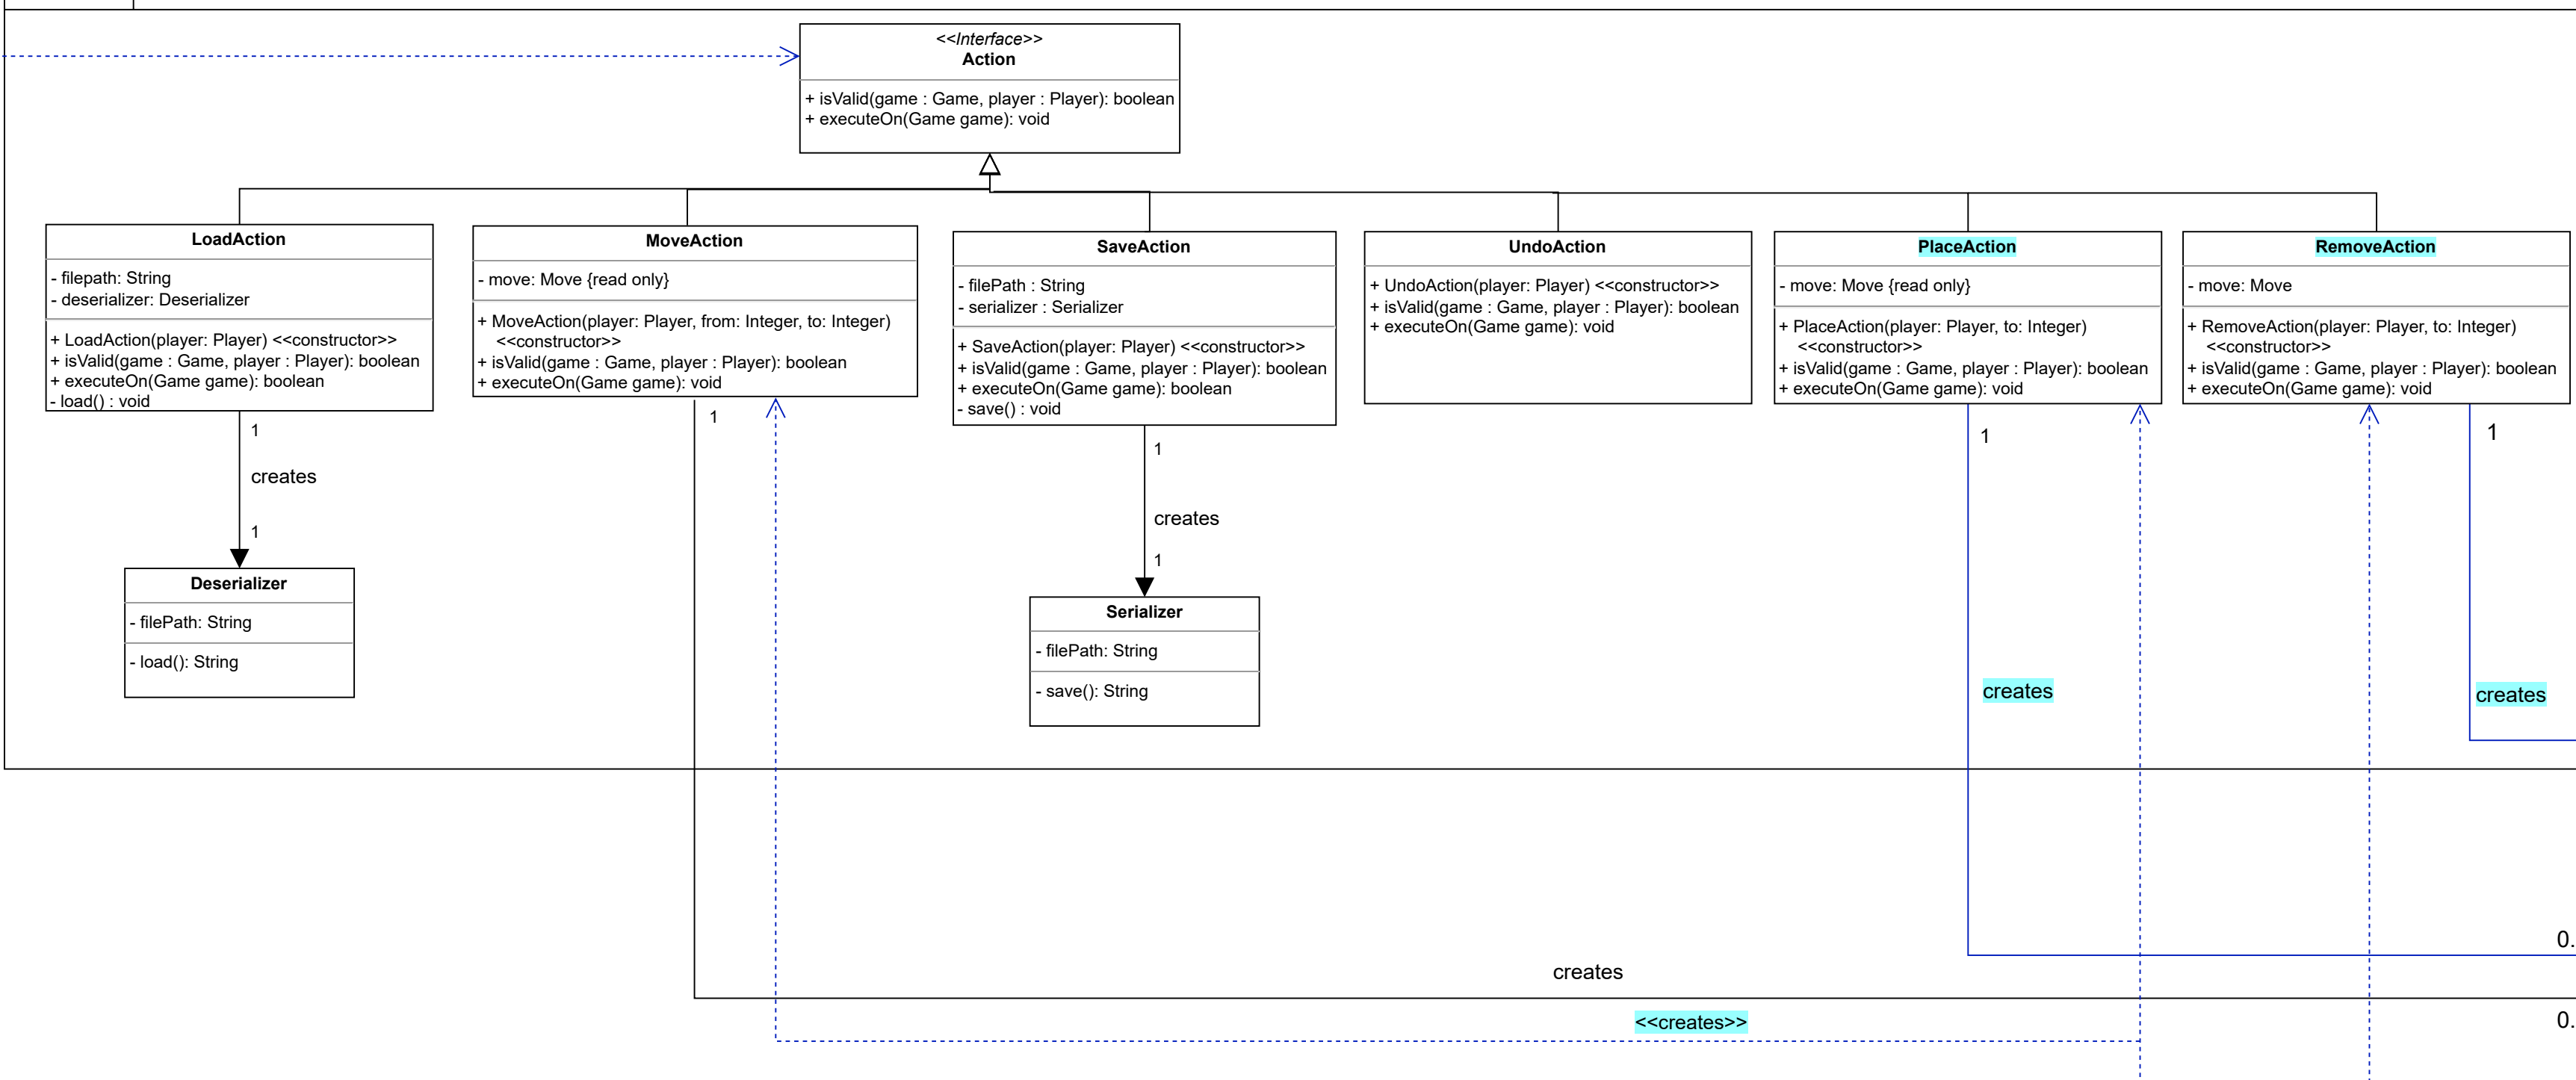 <<Interface>>
Action
+ isValid(game : Game, player : Player): boolean
+ executeOn(Game game): void
LoadAction
- filepath: String
- deserializer: Deserializer
+ LoadAction(player: Player) <<constructor>>
+ isValid(game : Game, player : Player): boolean
+ executeOn(Game game): boolean
- load() : void
MoveAction
- move: Move {read only}
+ MoveAction(player: Player, from: Integer, to: Integer)
<<constructor>>
+ isValid(game : Game, player : Player): boolean
+ executeOn(Game game): void
SaveAction
- filePath : String
- serializer : Serializer
+ SaveAction(player: Player) <<constructor>>
+ isValid(game : Game, player : Player): boolean
+ executeOn(Game game): boolean
- save() : void
UndoAction
+ UndoAction(player: Player) <<constructor>>
+ isValid(game : Game, player : Player): boolean
+ executeOn(Game game): void
PlaceAction
- move: Move {read only}
+ PlaceAction(player: Player, to: Integer)
<<constructor>>
+ isValid(game : Game, player : Player): boolean
+ executeOn(Game game): void
RemoveAction
- move: Move
+ RemoveAction(player: Player, to: Integer)
<<constructor>>
+ isValid(game : Game, player : Player): boolean
+ executeOn(Game game): void
1
creates
1
1
1
creates
1
1
1
Deserializer
- filePath: String
- load(): String
Serializer
- filePath: String
- save(): String
creates
creates
0.
creates
<<creates>>
0.